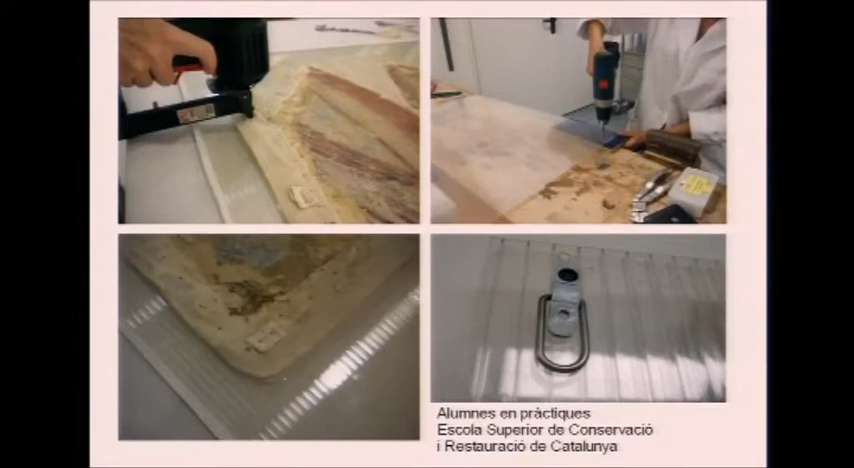 Alumnes en pràctiques
Escola Superior de Conservació
i Restauració de Catalunya